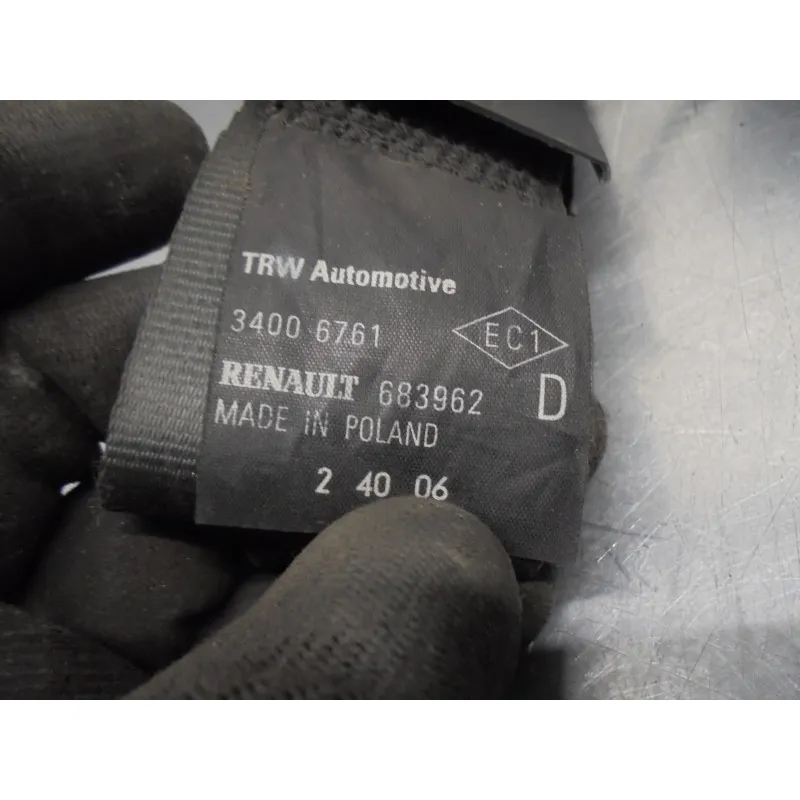 TRW Automotive
3400 6761 EC1
RENAULT 683962 D
MADE IN POLAND
2 40 06